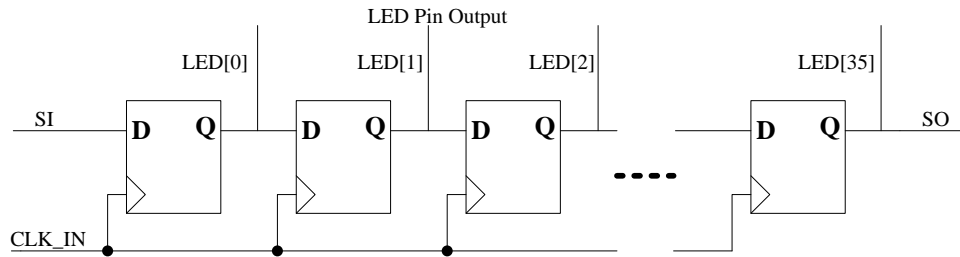 LED Pin Output
LED[0] LED[1] LED[2] LED[35]
SI D Q D Q D Q D Q SO
CLK_IN